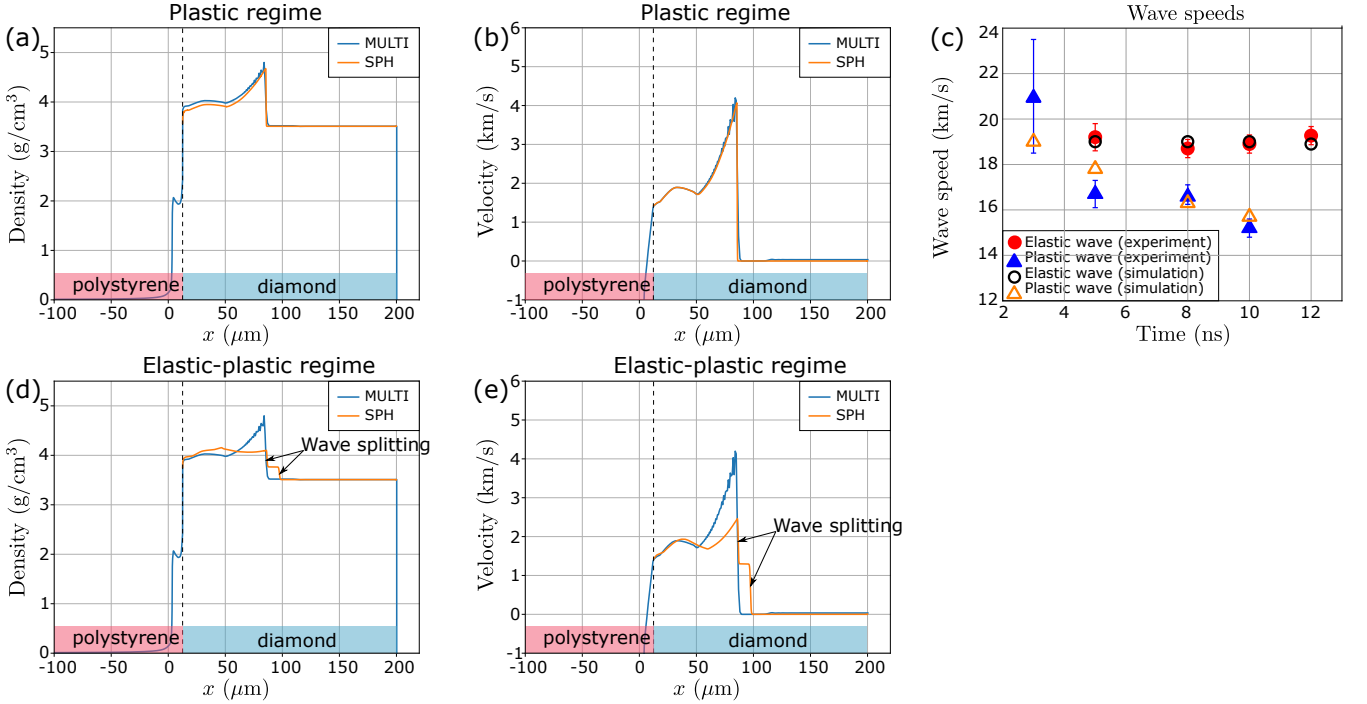 Plastic regime
(a)
MULTI
SPH
Density (g/cm³)
5
4
3
2
1
0
polystyrene
diamond
-100
-50
0
50
100
150
200
x (μm)
Plastic regime
(b)
MULTI
SPH
Velocity (km/s)
6
5
4
3
2
1
0
-1
polystyrene
diamond
-100
-50
0
50
100
150
200
x (μm)
Wave speeds
(c)
Wave speed (km/s)
24
22
20
18
16
14
12
Elastic wave (experiment)
Plastic wave (experiment)
Elastic wave (simulation)
Plastic wave (simulation)
2
4
6
8
10
12
Time (ns)
Elastic-plastic regime
(d)
MULTI
SPH
Wave splitting
Density (g/cm³)
5
4
3
2
1
0
polystyrene
diamond
-100
-50
0
50
100
150
200
x (μm)
Elastic-plastic regime
(e)
MULTI
SPH
Wave splitting
Velocity (km/s)
6
5
4
3
2
1
0
-1
polystyrene
diamond
-100
-50
0
50
100
150
200
x (μm)